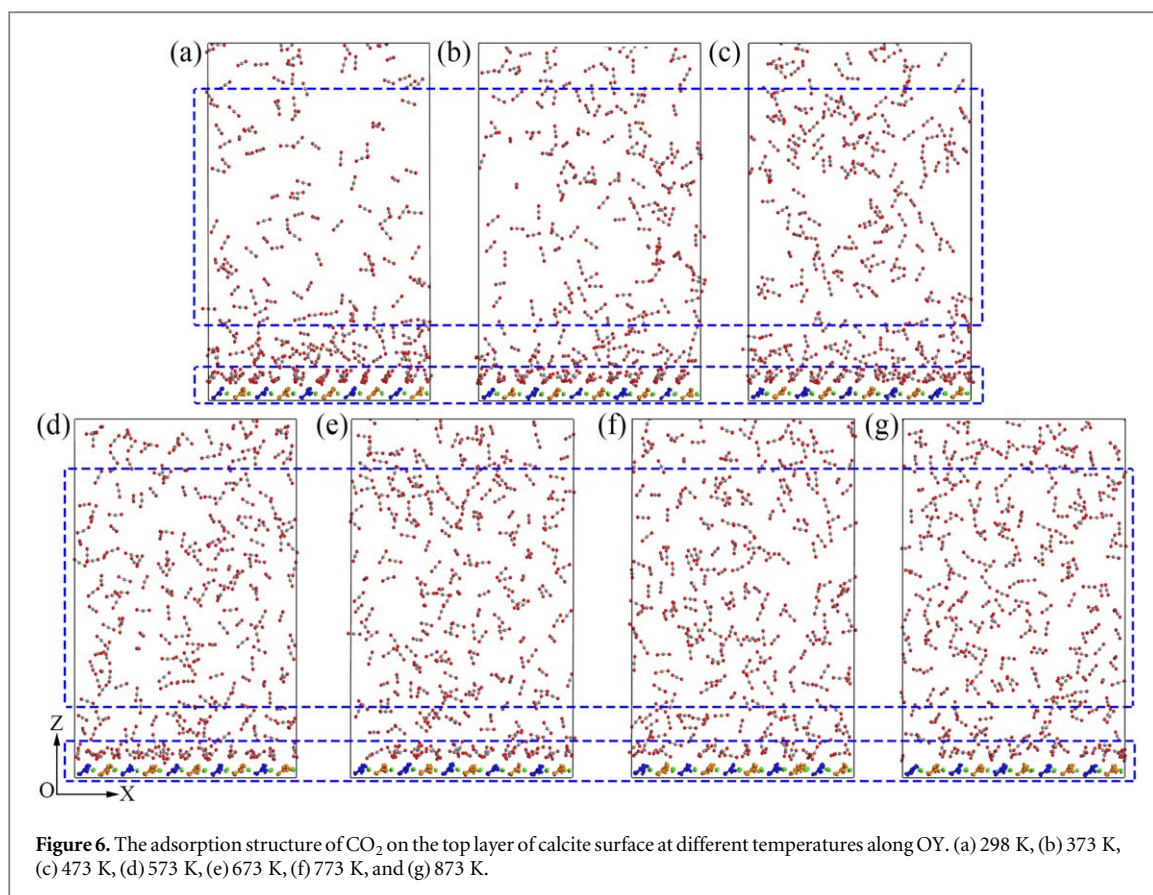 (a) (b) (c)
(d) (e) (f) (g)
Z
O X
Figure 6. The adsorption structure of CO₂ on the top layer of calcite surface at different temperatures along OY. (a) 298 K, (b) 373 K,
(c) 473 K, (d) 573 K, (e) 673 K, (f) 773 K, and (g) 873 K.